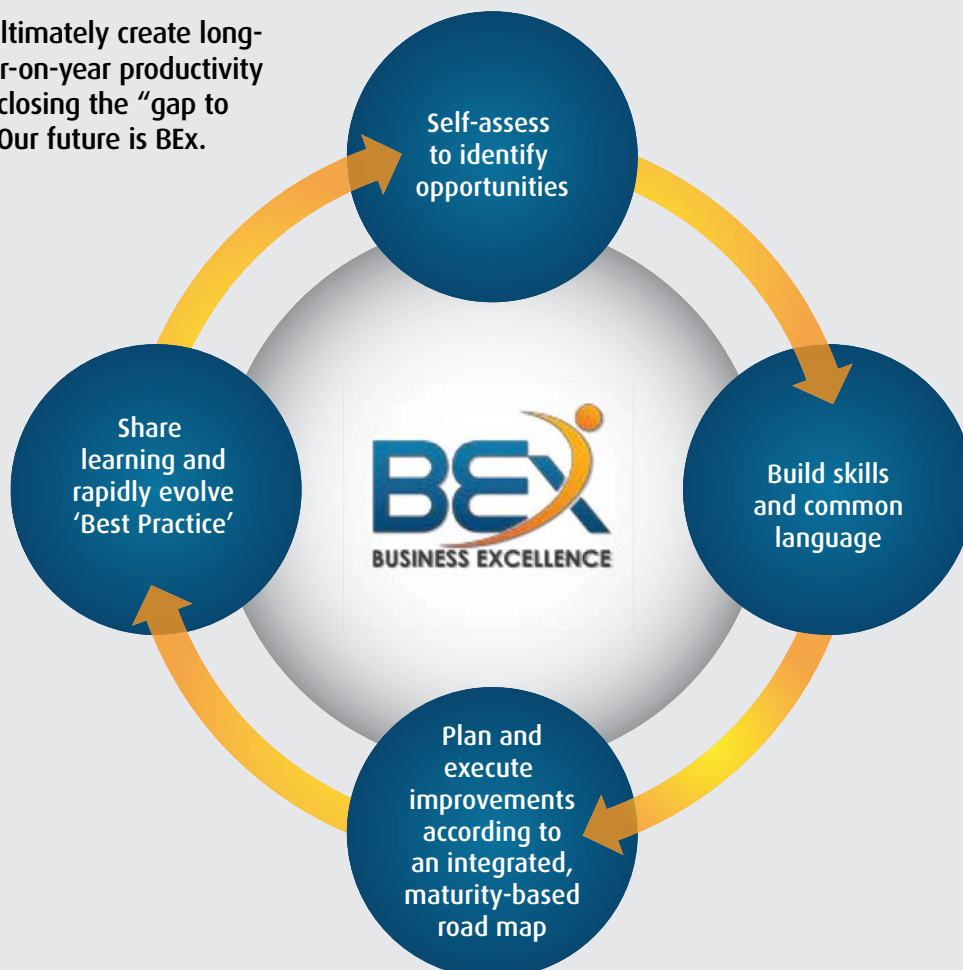 ltimately create long-
r-on-year productivity
closing the “gap to
Our future is BEx.
Self-assess
to identify
opportunities
Build skills
and common
language
Plan and
execute
improvements
according to
an integrated,
maturity-based
road map
Share
learning and
rapidly evolve
‘Best Practice’
BEx
BUSINESS EXCELLENCE